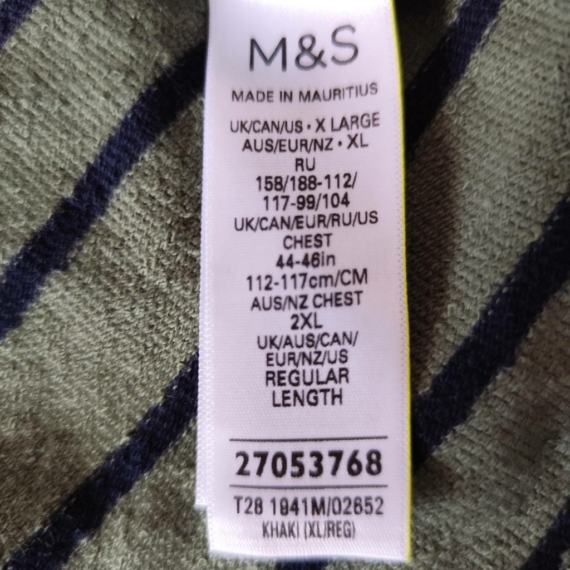 M&S
MADE IN MAURITIUS
UK/CAN/US • X LARGE
AUS/EUR/NZ • XL
RU
158/188-112/
117-99/104
UK/CAN/EUR/RU/US
CHEST
44-46in
112-117cm/CM
AUS/NZ CHEST
2XL
UK/AUS/CAN/
EUR/NZ/US
REGULAR
LENGTH
27053768
T28 1941M/02652
KHAKI (XL/REG)